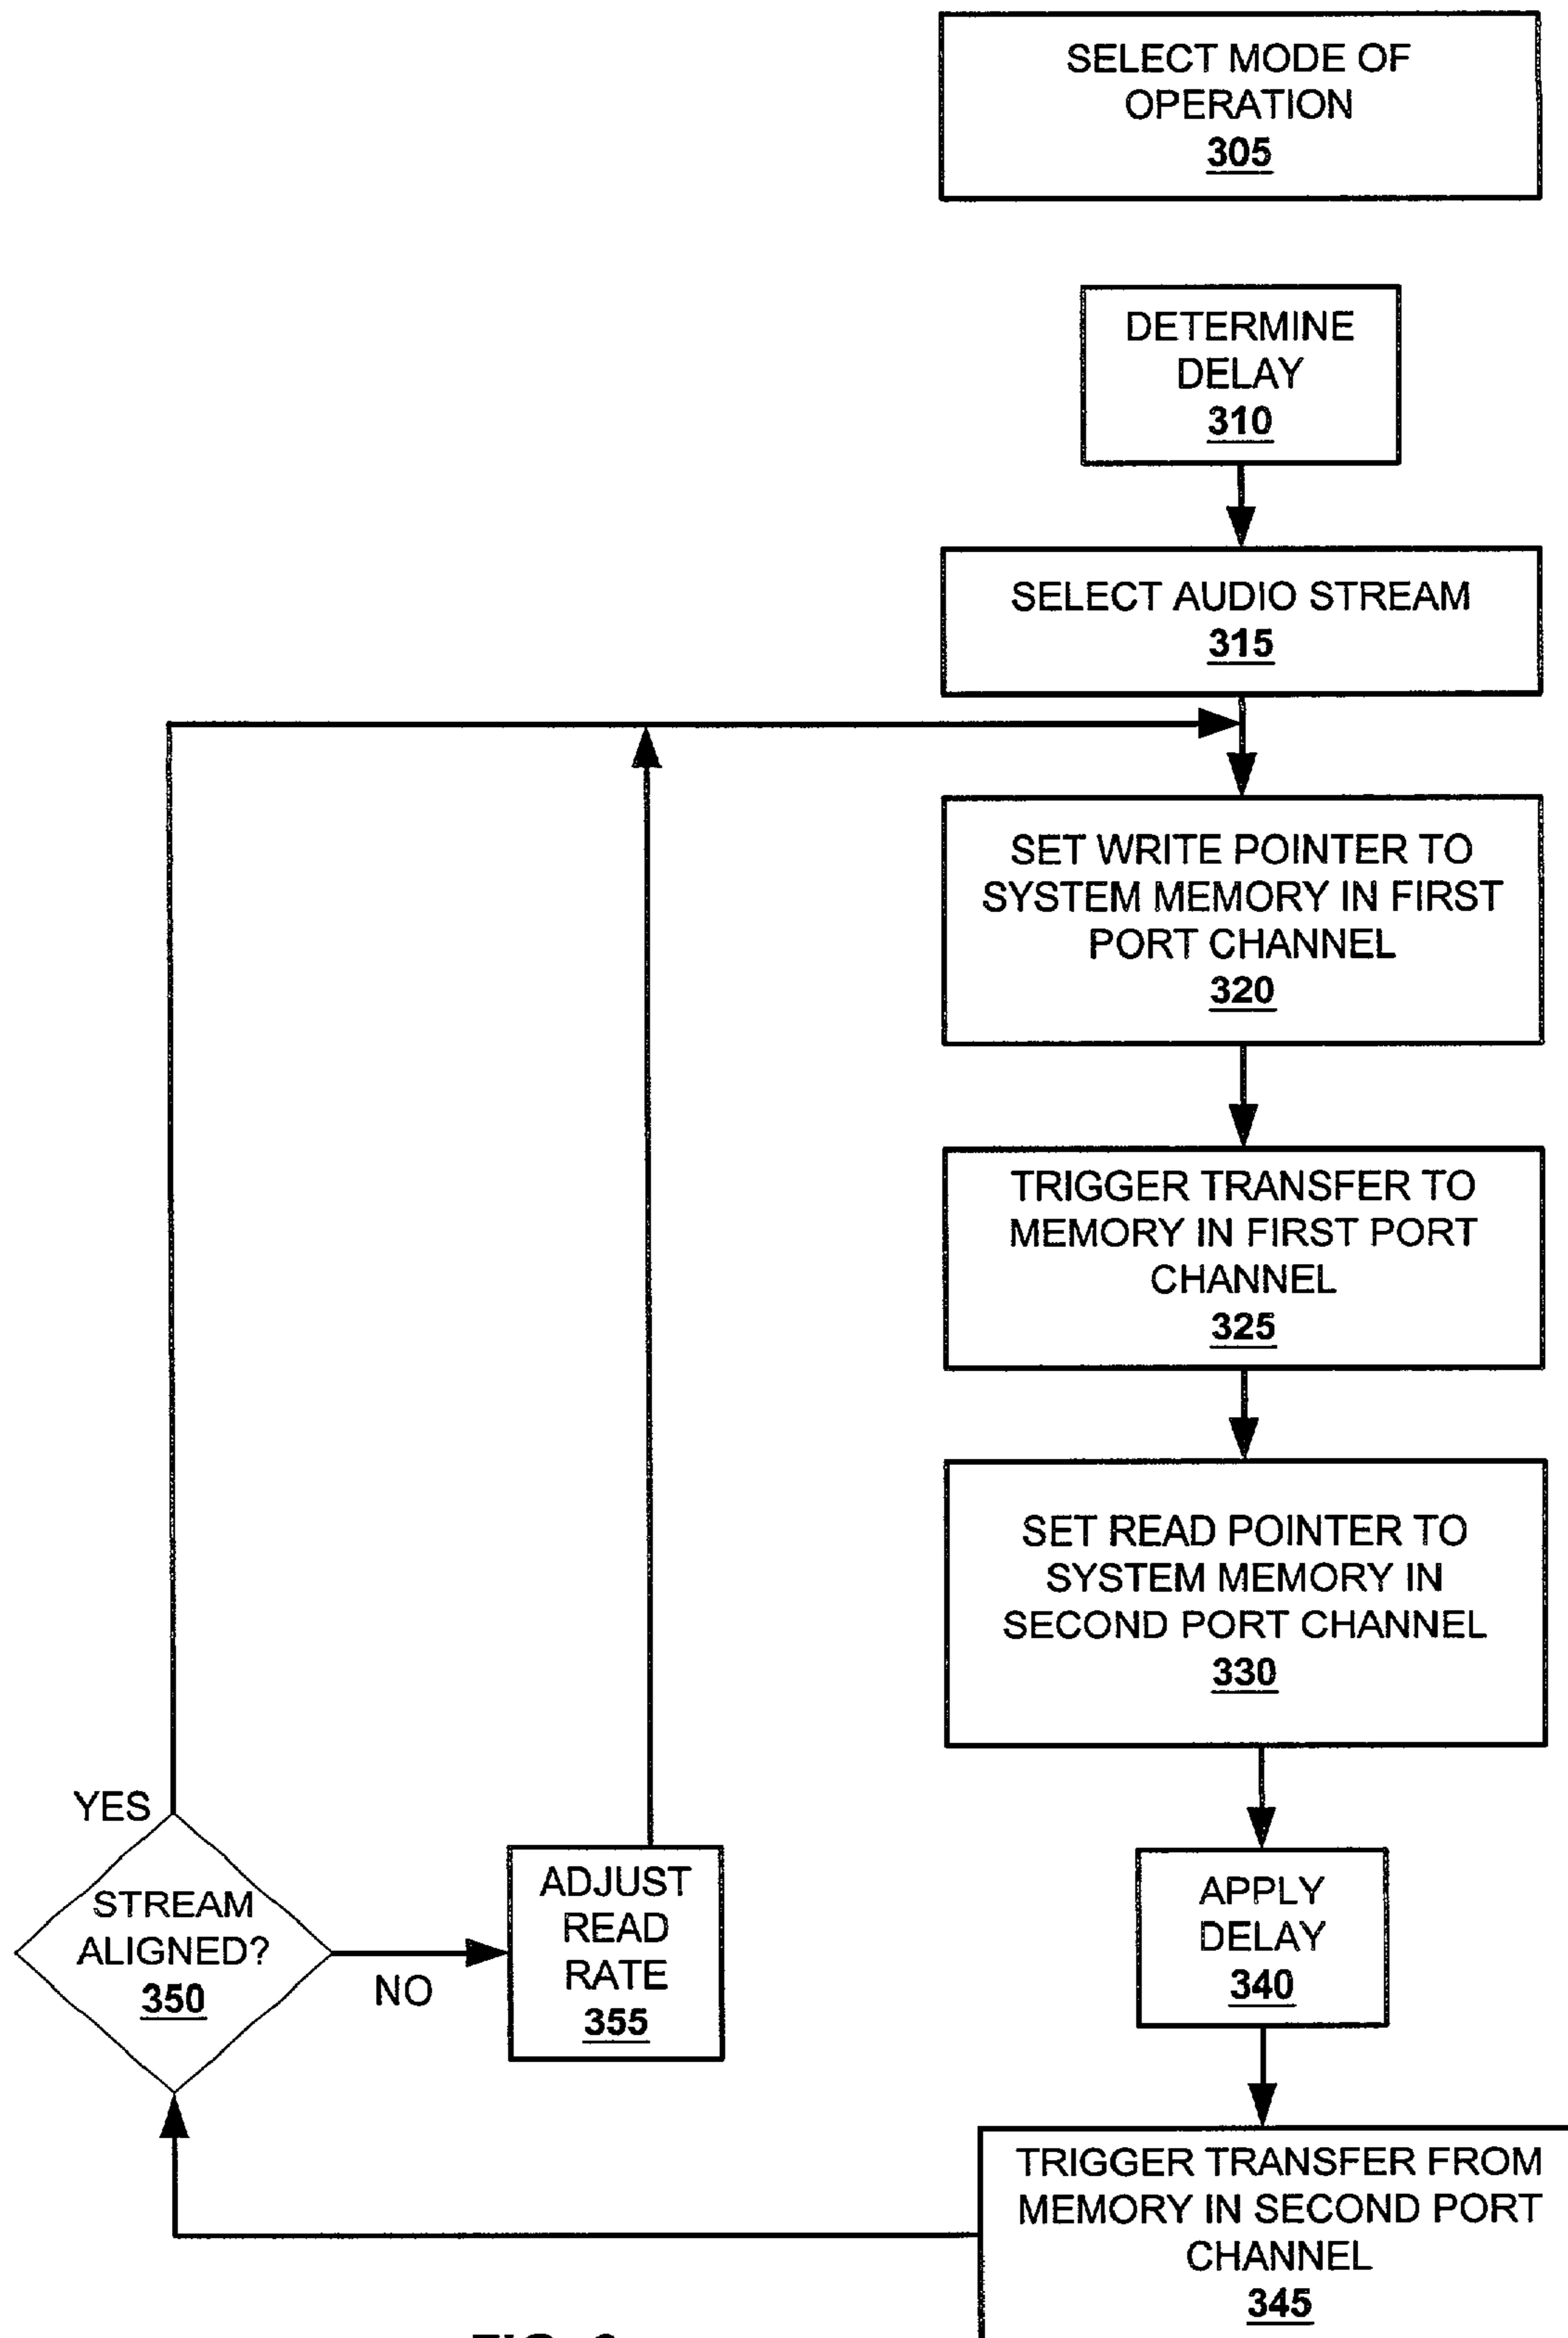 SELECT MODE OF
OPERATION
305
DETERMINE
DELAY
310
SELECT AUDIO STREAM
315
SET WRITE POINTER TO
SYSTEM MEMORY IN FIRST
PORT CHANNEL
320
TRIGGER TRANSFER TO
MEMORY IN FIRST PORT
CHANNEL
325
SET READ POINTER TO
SYSTEM MEMORY IN
SECOND PORT CHANNEL
330
APPLY
DELAY
340
TRIGGER TRANSFER FROM
MEMORY IN SECOND PORT
CHANNEL
345
YES
STREAM
ALIGNED?
350
NO
ADJUST
READ
RATE
355